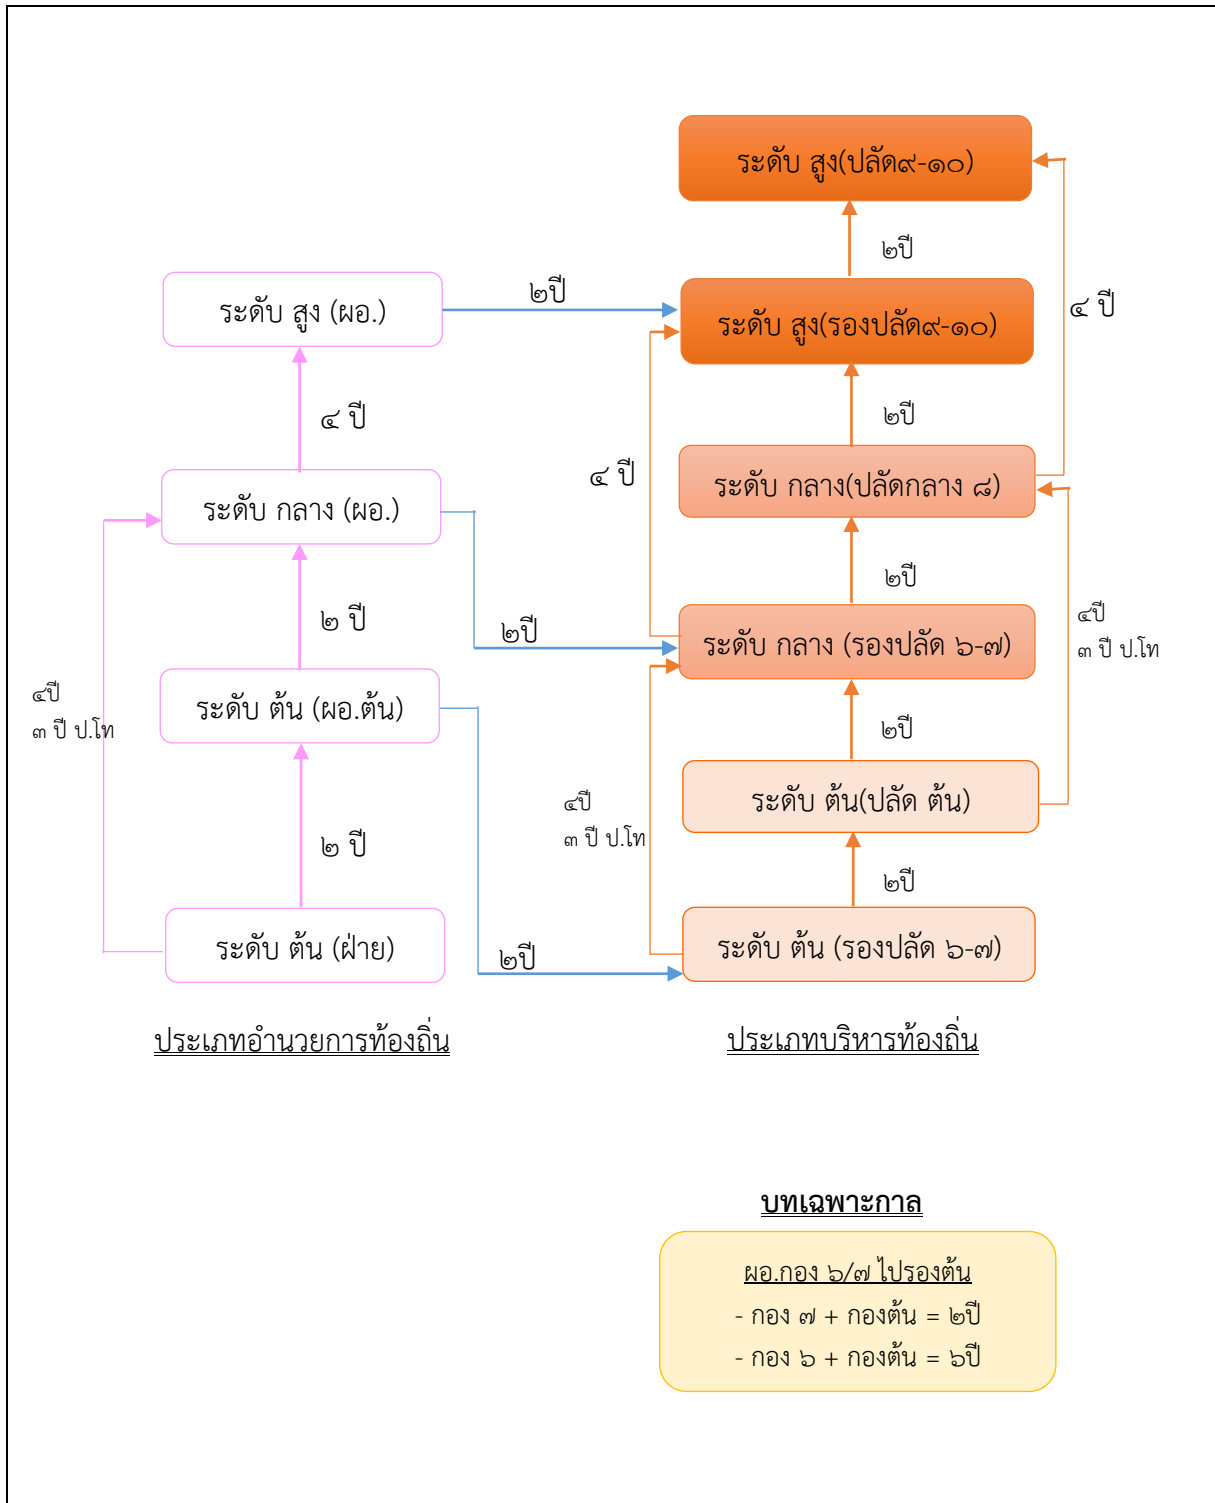 ระดับ สูง(ปลัด๙-๑๐)
๒ปี
๔ ปี
ระดับ สูง (ผอ.)
๒ปี
ระดับ สูง(รองปลัด๙-๑๐)
๔ ปี
๒ปี
๔ ปี
ระดับ กลาง (ผอ.)
ระดับ กลาง(ปลัดกลาง ๘)
๒ปี
๒ ปี
๒ปี
ระดับ กลาง (รองปลัด ๖-๗)
๔ปี
๓ ปี ป.โท
๔ปี
๓ ปี ป.โท
ระดับ ต้น (ผอ.ต้น)
๒ปี
๔ปี
๓ ปี ป.โท
ระดับ ต้น(ปลัด ต้น)
๒ ปี
๒ปี
ระดับ ต้น (ฝ่าย)
๒ปี
ระดับ ต้น (รองปลัด ๖-๗)
ประเภทอำนวยการท้องถิ่น
ประเภทบริหารท้องถิ่น
บทเฉพาะกาล
ผอ.กอง ๖/๗ ไปรองต้น
- กอง ๗ + กองต้น = ๒ปี
- กอง ๖ + กองต้น = ๖ปี